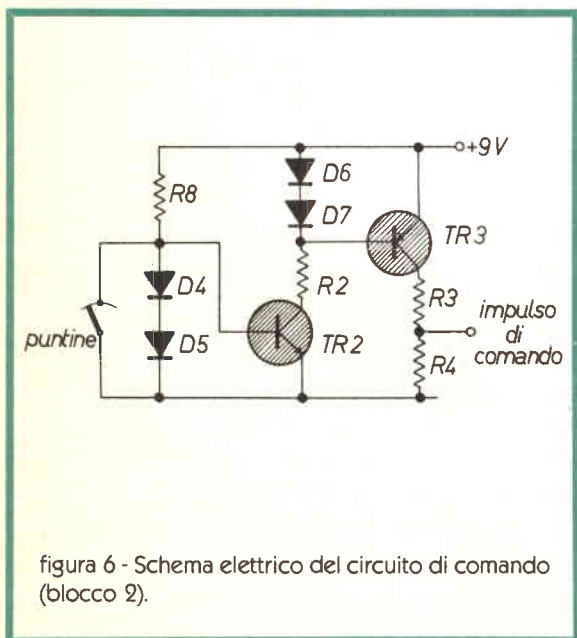 +9V
D6
R8
D7
TR3
D4
R2
R3
impulso
di
comando
puntine
D5
TR2
R4
figura 6 - Schema elettrico del circuito di comando
(blocco 2).